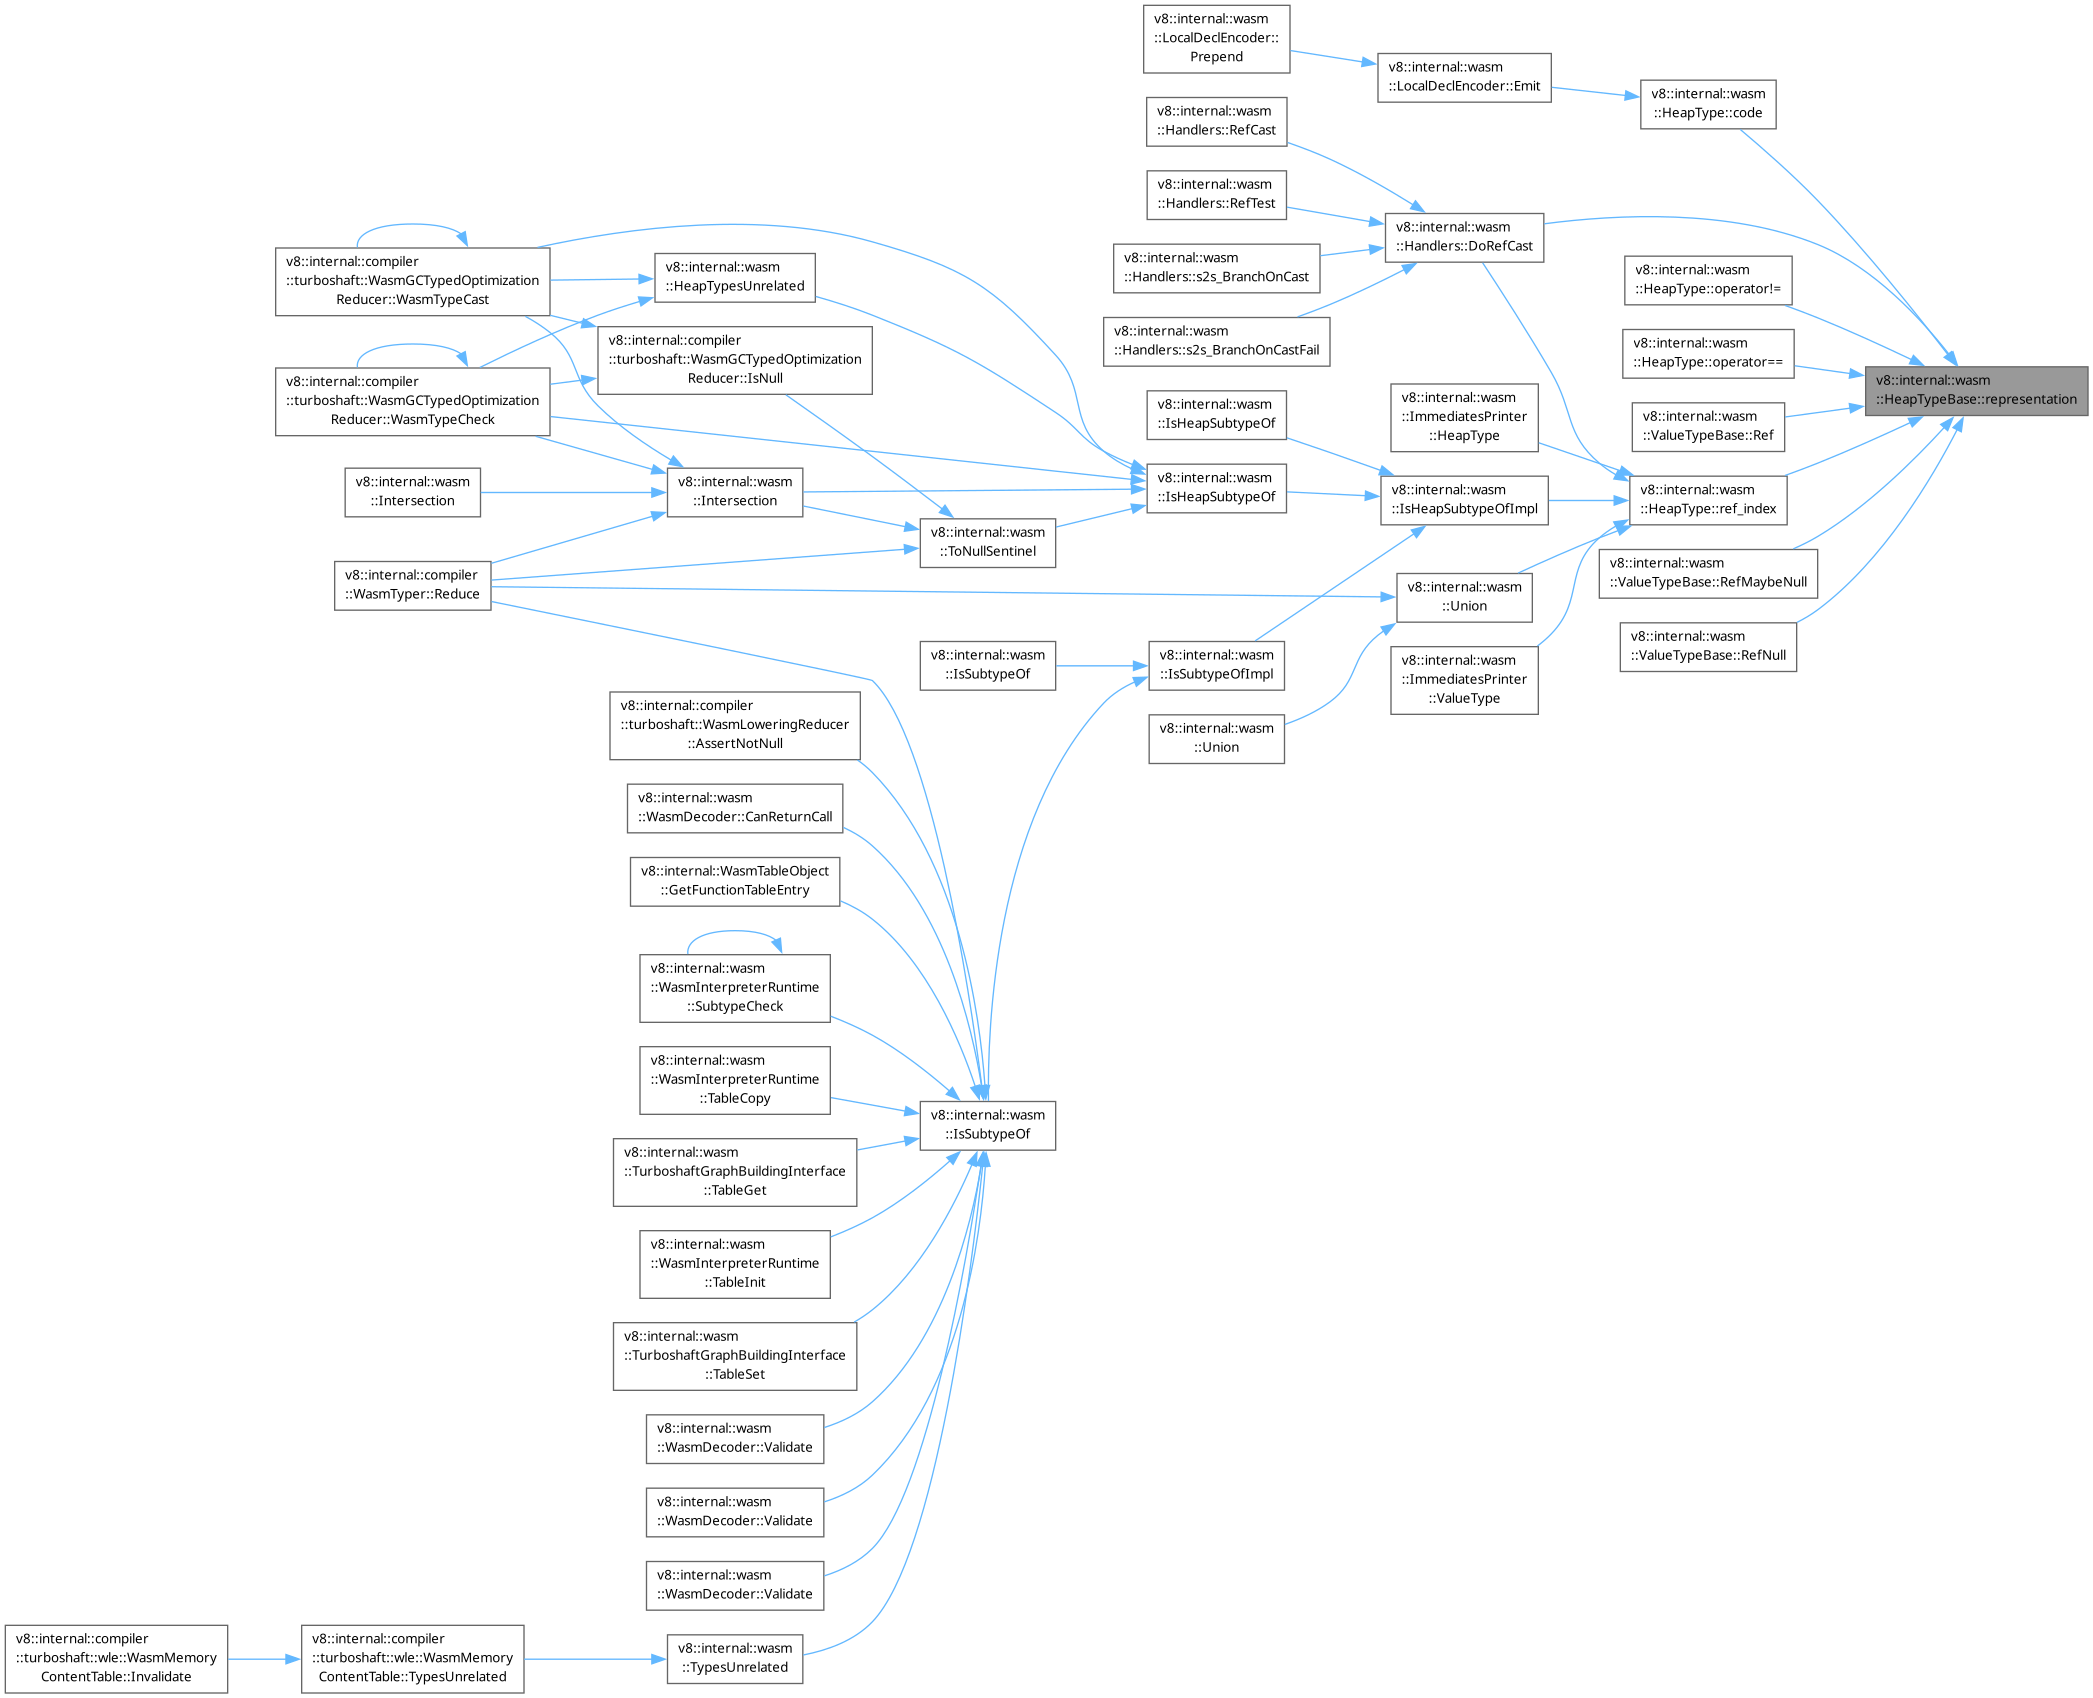 v8::internal::wasm
::LocalDeclEncoder::
Prepend
v8::internal::wasm
::LocalDeclEncoder::Emit
v8::internal::wasm
::HeapType::code
v8::internal::wasm
::Handlers::RefCast
v8::internal::wasm
::Handlers::RefTest
v8::internal::wasm
::Handlers::DoRefCast
v8::internal::wasm
::Handlers::s2s_BranchOnCast
v8::internal::wasm
::Handlers::s2s_BranchOnCastFail
v8::internal::wasm
::HeapType::operator!=
v8::internal::wasm
::HeapType::operator==
v8::internal::wasm
::HeapTypeBase::representation
v8::internal::wasm
::ValueTypeBase::Ref
v8::internal::wasm
::HeapType::ref_index
v8::internal::wasm
::ValueTypeBase::RefMaybeNull
v8::internal::wasm
::ValueTypeBase::RefNull
v8::internal::compiler
::turboshaft::WasmGCTypedOptimization
Reducer::WasmTypeCast
v8::internal::wasm
::HeapTypesUnrelated
v8::internal::compiler
::turboshaft::WasmGCTypedOptimization
Reducer::IsNull
v8::internal::compiler
::turboshaft::WasmGCTypedOptimization
Reducer::WasmTypeCheck
v8::internal::wasm
::Intersection
v8::internal::wasm
::Intersection
v8::internal::wasm
::ToNullSentinel
v8::internal::wasm
::IsHeapSubtypeOf
v8::internal::wasm
::IsHeapSubtypeOf
v8::internal::wasm
::ImmediatesPrinter
::HeapType
v8::internal::wasm
::IsHeapSubtypeOfImpl
v8::internal::compiler
::WasmTyper::Reduce
v8::internal::wasm
::Union
v8::internal::wasm
::ImmediatesPrinter
::ValueType
v8::internal::wasm
::IsSubtypeOf
v8::internal::wasm
::IsSubtypeOfImpl
v8::internal::wasm
::Union
v8::internal::compiler
::turboshaft::WasmLoweringReducer
::AssertNotNull
v8::internal::wasm
::WasmDecoder::CanReturnCall
v8::internal::WasmTableObject
::GetFunctionTableEntry
v8::internal::wasm
::WasmInterpreterRuntime
::SubtypeCheck
v8::internal::wasm
::WasmInterpreterRuntime
::TableCopy
v8::internal::wasm
::IsSubtypeOf
v8::internal::wasm
::TurboshaftGraphBuildingInterface
::TableGet
v8::internal::wasm
::WasmInterpreterRuntime
::TableInit
v8::internal::wasm
::TurboshaftGraphBuildingInterface
::TableSet
v8::internal::wasm
::WasmDecoder::Validate
v8::internal::wasm
::WasmDecoder::Validate
v8::internal::wasm
::WasmDecoder::Validate
v8::internal::compiler
::turboshaft::wle::WasmMemory
ContentTable::Invalidate
v8::internal::compiler
::turboshaft::wle::WasmMemory
ContentTable::TypesUnrelated
v8::internal::wasm
::TypesUnrelated